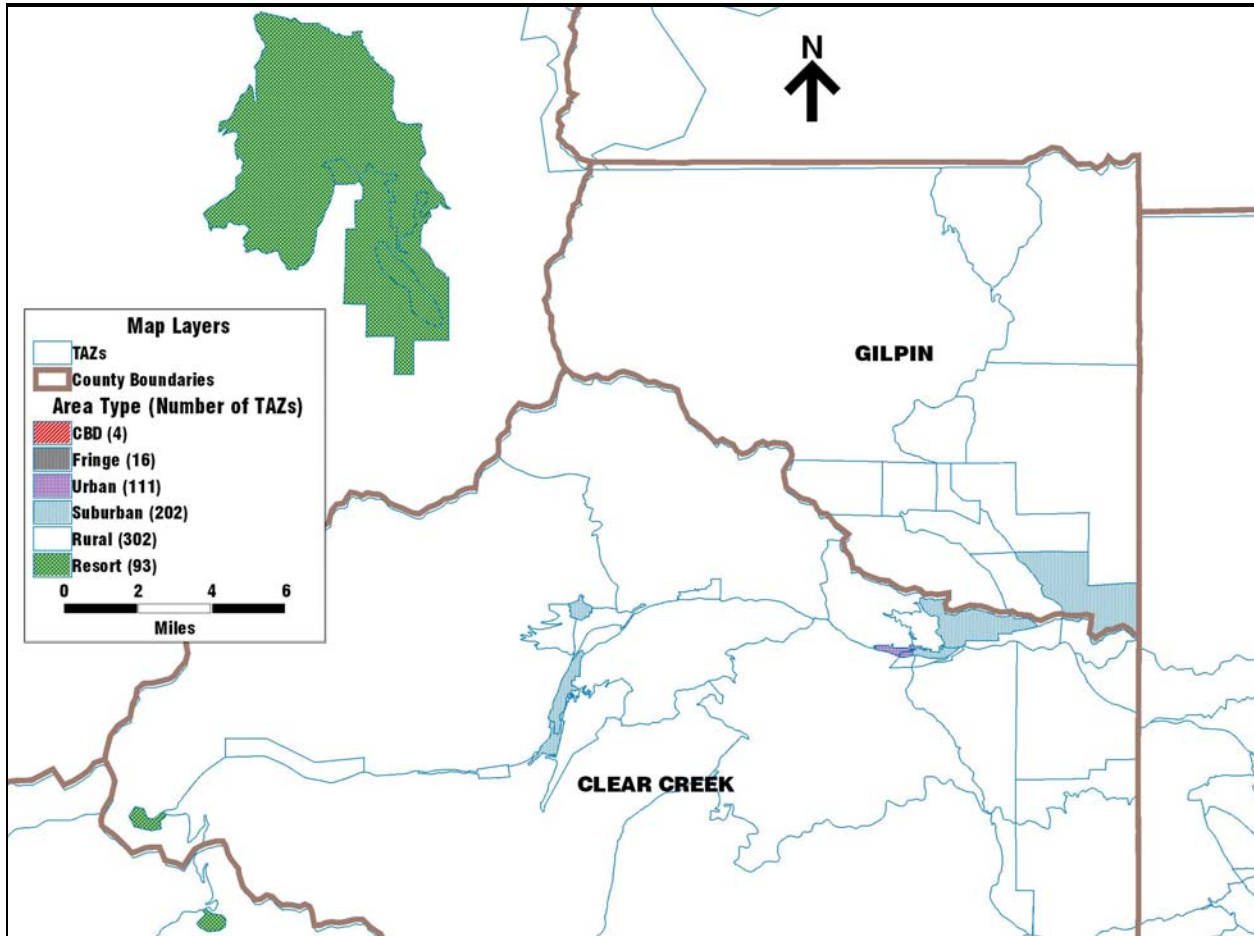 N
GILPIN
Map Layers
TAZs
County Boundaries
Area Type (Number of TAZs)
CBD (4)
Fringe (16)
Urban (111)
Suburban (202)
Rural (302)
Resort (93)
0 2 4 6
Miles
CLEAR CREEK